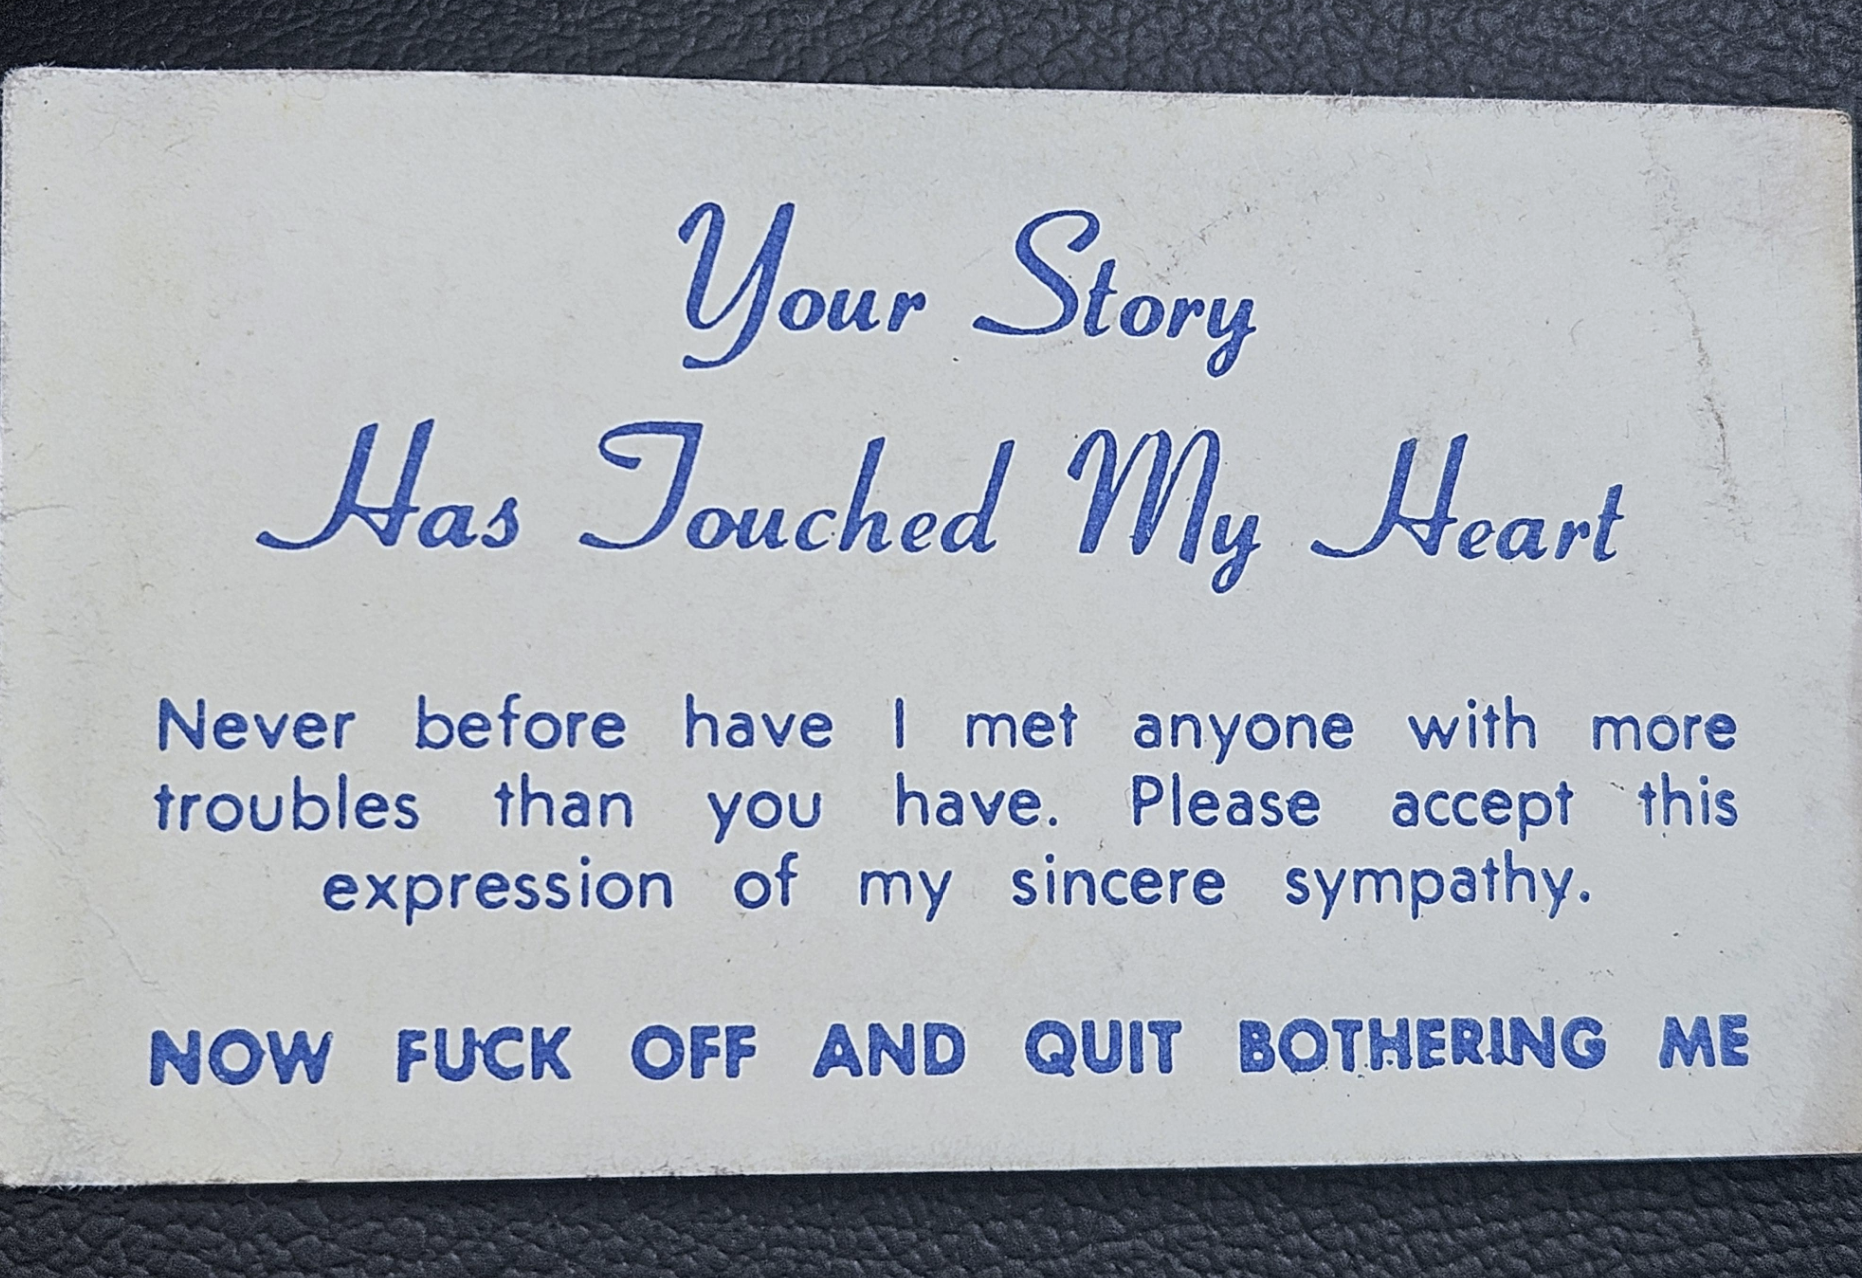 Your Story
Has Touched My Heart
Never before have I met anyone with more
troubles than you have. Please accept this
expression of my sincere sympathy.
NOW FUCK OFF AND QUIT BOTHERING ME